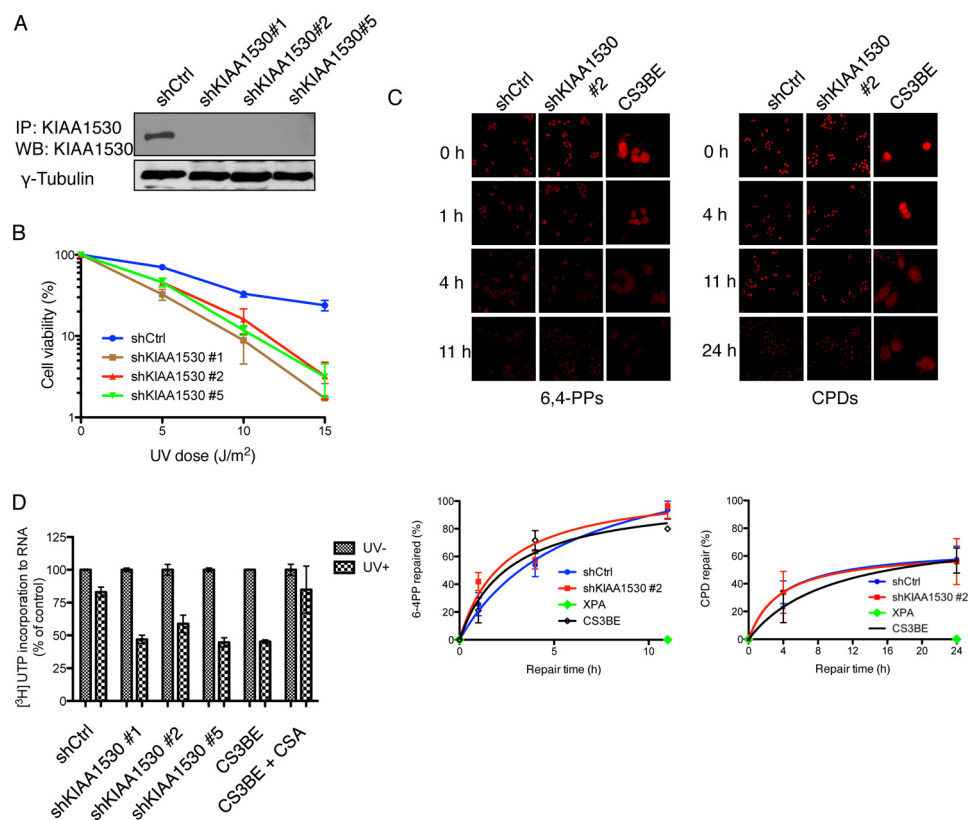 A
shCtrl
shKIAA1530#1
shKIAA1530#2
shKIAA1530#5
IP: KIAA1530
WB: KIAA1530
γ-Tubulin
B
Cell viability (%)
100
10
1
0
5
10
15
UV dose (J/m²)
shCtrl
shKIAA1530 #1
shKIAA1530 #2
shKIAA1530 #5
C
shCtrl
shKIAA1530
#2
CS3BE
0 h
1 h
4 h
11 h
6,4-PPs
shCtrl
shKIAA1530
#2
CS3BE
0 h
4 h
11 h
24 h
CPDs
6-4PP repaired (%)
100
80
60
40
20
0
0
5
10
Repair time (h)
shCtrl
shKIAA1530 #2
XPA
CS3BE
CPD repair (%)
100
80
60
40
20
0
0
4
8
12
16
20
24
Repair time (h)
shCtrl
shKIAA1530 #2
XPA
CS3BE
D
[³H] UTP incorporation to RNA
(% of control)
125
100
75
50
25
0
UV-
UV+
shCtrl
shKIAA1530 #1
shKIAA1530 #2
shKIAA1530 #5
CS3BE
CS3BE + CSA